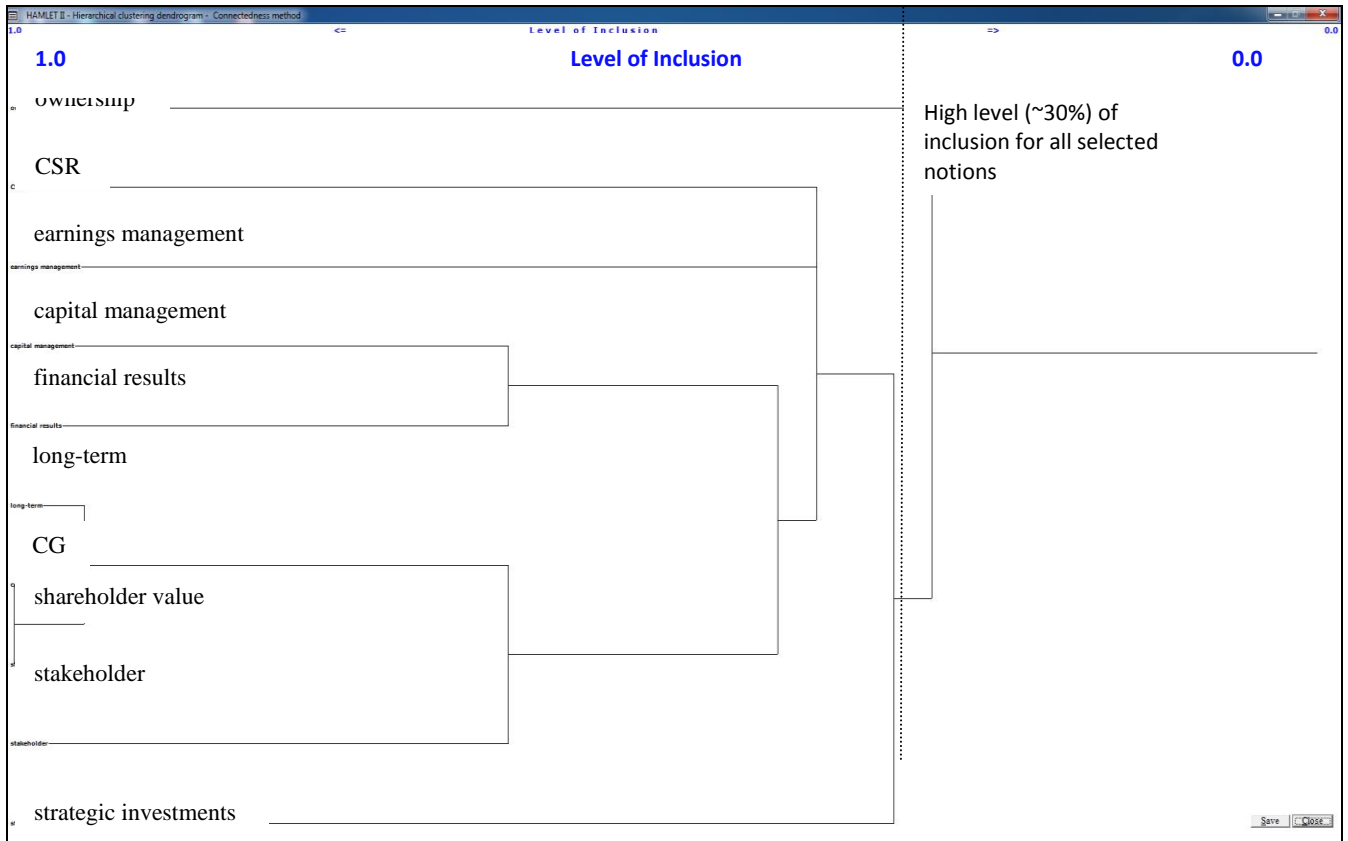 HAMLET II - Hierarchical clustering dendrogram - Connectedness method
1.0 <= Level of Inclusion => 0.0
1.0 Level of Inclusion 0.0
ownership
High level (~30%) of
inclusion for all selected
notions
CSR
C
earnings management
earnings management
capital management
capital management
financial results
financial results
long-term
long-term
CG
shareholder value
stakeholder
stakeholder
strategic investments
Save Close